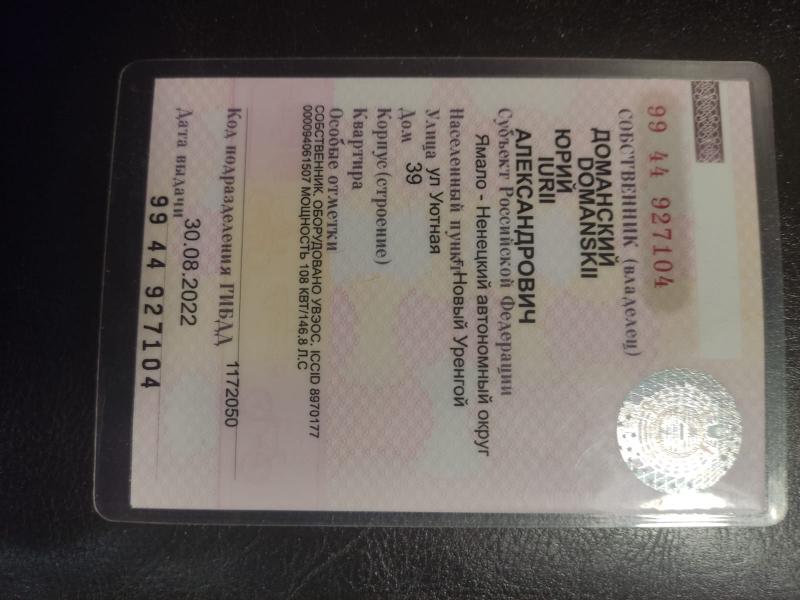 99 44 927104
СОБСТВЕННИК (владелец)
ДОМАНСКИЙ
DOMANSKII
ЮРИЙ
IURII
АЛЕКСАНДРОВИЧ
Субъект Российской Федерации
Ямало - Ненецкий автономный округ
Населенный пункт г Новый Уренгой
Улица ул Уютная
Дом 39
Корпус (строение)
Квартира
Особые отметки
СОБСТВЕННИК, ОБОРУДОВАНО УВЭОС, ICCID 8970177
000094061507 МОЩНОСТЬ 108 КВТ/146.8 Л.С
Код подразделения ГИБДД 1172050
Дата выдачи 30.08.2022
99 44 927104